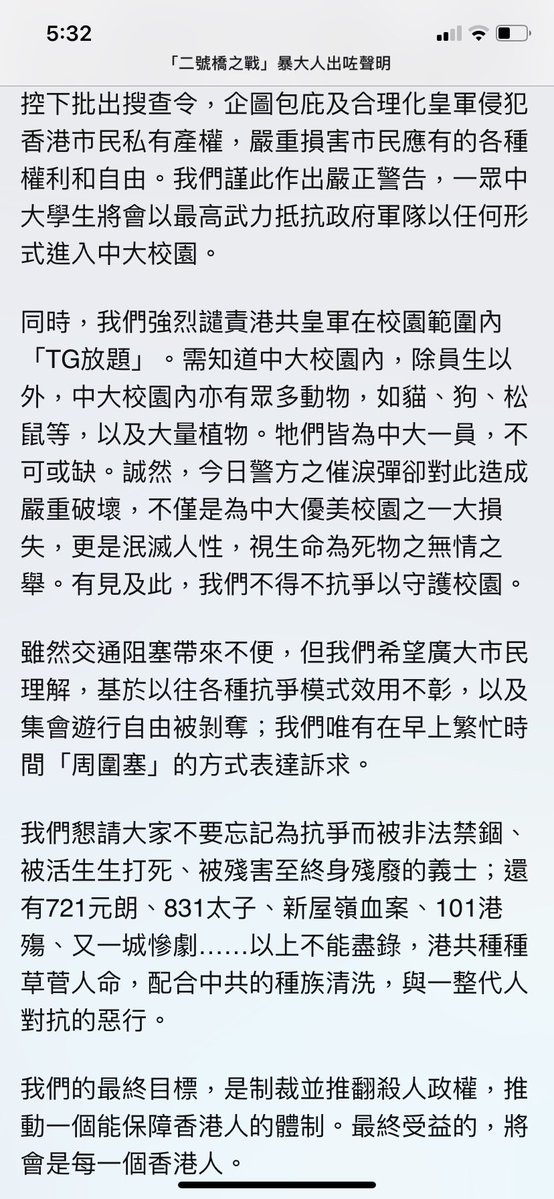 5:32
「二號橋之戰」暴大人出咗聲明
控下批出搜查令，企圖包庇及合理化皇軍侵犯
香港市民私有產權，嚴重損害市民應有的各種
權利和自由。我們謹此作出嚴正警告，一眾中
大學生將會以最高武力抵抗政府軍隊以任何形
式進入中大校園。
同時，我們強烈譴責港共皇軍在校園範圍內
「TG放題」。需知道中大校園內，除員生以
外，中大校園內亦有眾多動物，如貓、狗、松
鼠等，以及大量植物。牠們皆為中大一員，不
可或缺。誠然，今日警方之催淚彈卻對此造成
嚴重破壞，不僅是為中大優美校園之一大損
失，更是泯滅人性，視生命為死物之無情之
舉。有見及此，我們不得不抗爭以守護校園。
雖然交通阻塞帶來不便，但我們希望廣大市民
理解，基於以往各種抗爭模式效用不彰，以及
集會遊行自由被剝奪；我們唯有在早上繁忙時
間「周圍塞」的方式表達訴求。
我們懇請大家不要忘記為抗爭而被非法禁錮、
被活生生打死、被殘害至終身殘廢的義士；還
有721元朗、831太子、新屋嶺血案、101港
殤、又一城慘劇……以上不能盡錄，港共種種
草菅人命，配合中共的種族清洗，與一整代人
對抗的惡行。
我們的最終目標，是制裁並推翻殺人政權，推
動一個能保障香港人的體制。最終受益的，將
會是每一個香港人。